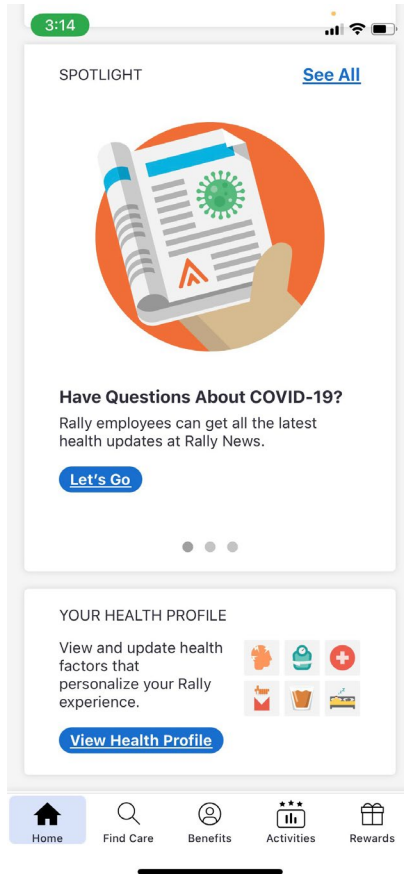 3:14
SPOTLIGHT
See All
Have Questions About COVID-19?
Rally employees can get all the latest
health updates at Rally News.
Let's Go
YOUR HEALTH PROFILE
View and update health
factors that
personalize your Rally
experience.
View Health Profile
Home
Find Care
Benefits
Activities
Rewards